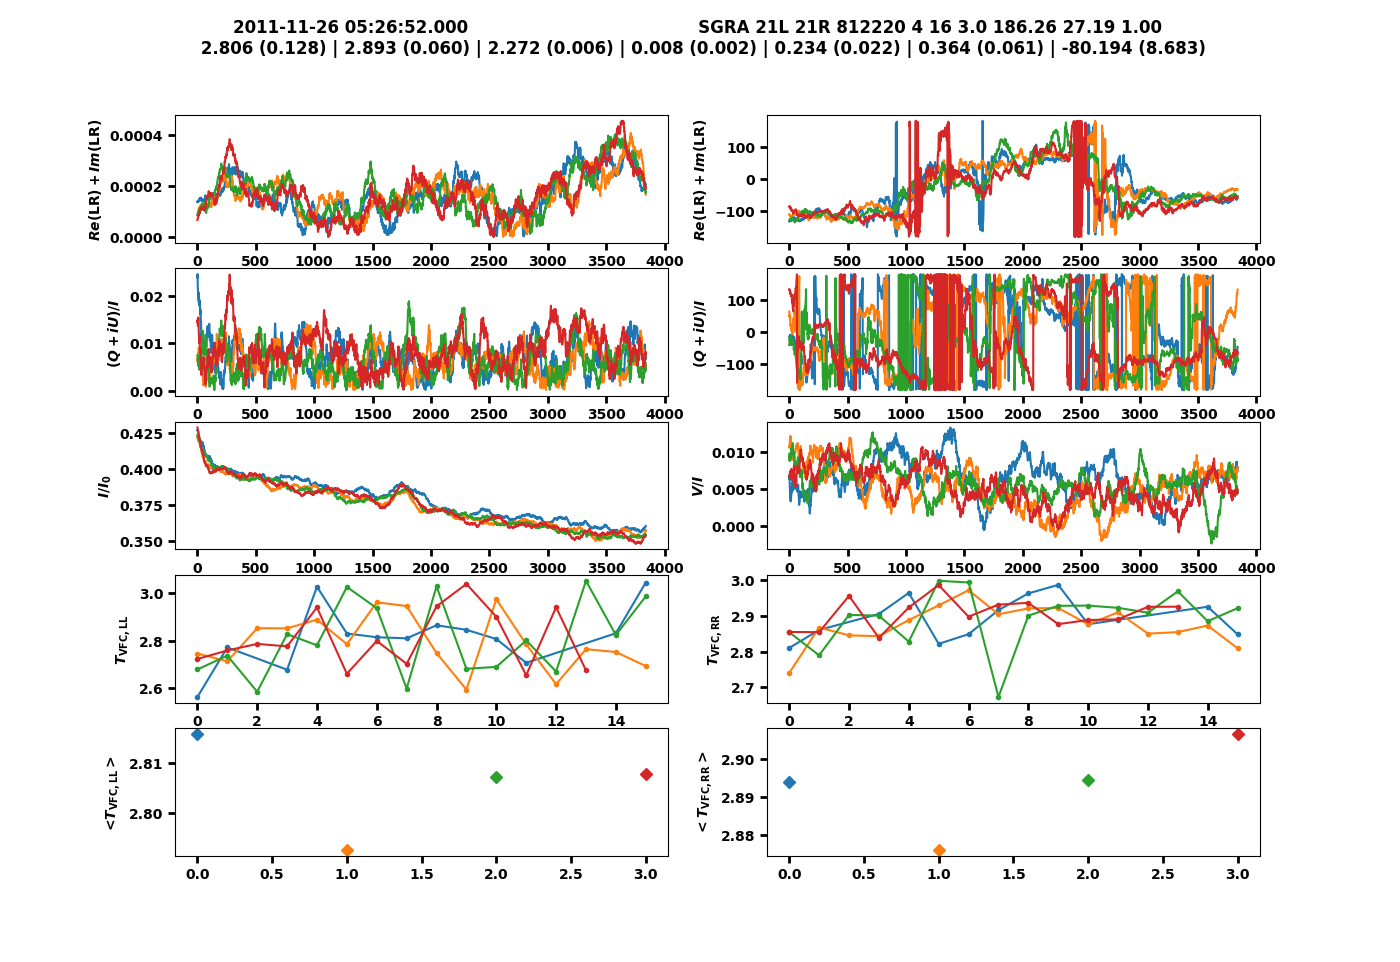 2011-11-26 05:26:52.000 SGRA 21L 21R 812220 4 16 3.0 186.26 27.19 1.00
2.806 (0.128) | 2.893 (0.060) | 2.272 (0.006) | 0.008 (0.002) | 0.234 (0.022) | 0.364 (0.061) | -80.194 (8.683)
Re(LR) + Im(LR)
0.0004
0.0002
0.0000
0 500 1000 1500 2000 2500 3000 3500 4000
Re(LR) + Im(LR)
100
0
−100
0 500 1000 1500 2000 2500 3000 3500 4000
(Q + iU)/I
0.02
0.01
0.00
0 500 1000 1500 2000 2500 3000 3500 4000
(Q + iU)/I
100
0
−100
0 500 1000 1500 2000 2500 3000 3500 4000
I/I0
0.425
0.400
0.375
0.350
0 500 1000 1500 2000 2500 3000 3500 4000
V/I
0.010
0.005
0.000
0 500 1000 1500 2000 2500 3000 3500 4000
TVFC, LL
3.0
2.8
2.6
0 2 4 6 8 10 12 14
TVFC, RR
3.0
2.9
2.8
2.7
0 2 4 6 8 10 12 14
<TVFC, LL >
2.81
2.80
0.0 0.5 1.0 1.5 2.0 2.5 3.0
< TVFC, RR >
2.90
2.89
2.88
0.0 0.5 1.0 1.5 2.0 2.5 3.0